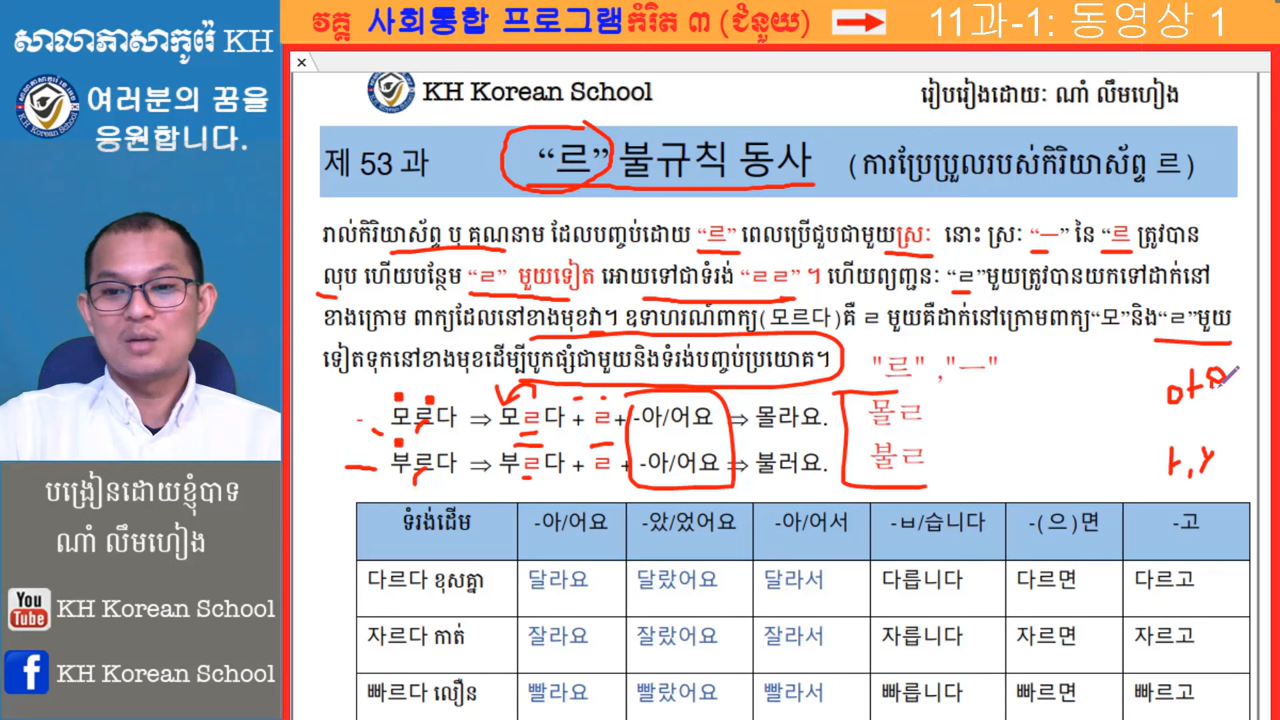 វគ្គ 사회통합 프로그램 កំរិត ៣ (ជំនួយ)
11과-1: 동영상 1
សាលាភាសាកូរ៉េ KH
여러분의 꿈을
응원합니다.
KH Korean School
រៀបរៀងដោយ: ណាំ លឹមហៀង
제 53 과 “르” 불규칙 동사 (ការប្រែប្រួលរបស់កិរិយាស័ព្ទ 르)
រាល់កិរិយាស័ព្ទ ឬ គុណនាម ដែលបញ្ចប់ដោយ “르” ពេលប្រើជួបជាមួយស្រៈ នោះ ស្រៈ “ㅡ” នៃ “르 ត្រូវបាន
លុប ហើយបន្ថែម “ㄹ” មួយទៀត អោយទៅជាទំរង់ “ㄹㄹ” ។ ហើយព្យញ្ជនៈ “ㄹ”មួយត្រូវបានយកទៅដាក់នៅ
ខាងក្រោម ពាក្យដែលនៅខាងមុខវា។ ឧទាហរណ៍ពាក្យ(모르다)គឺ ㄹ មួយគឺដាក់នៅក្រោមពាក្យ“모”និង“ㄹ”មួយ
ទៀតទុកនៅខាងមុខដើម្បីបូកផ្សំជាមួយនិងទំរង់បញ្ចប់ប្រយោគ។
"르" ,"ㅡ"
- 모르다 ⇒ 모ㄹ다 + ㄹ+ -아/어요 ⇒ 몰라요. 몰ㄹ
부르다 ⇒ 부ㄹ다 + ㄹ + -아/어요 ⇒ 불러요. 불ㄹ
ទំរង់ដើម -아/어요 -았/었어요 -아/어서 -ㅂ/습니다 -(으)면 -고
다르다 ខុសគ្នា 달라요 달랐어요 달라서 다릅니다 다르면 다르고
자르다 កាត់ 잘라요 잘랐어요 잘라서 자릅니다 자르면 자르고
빠르다 លឿន 빨라요 빨랐어요 빨라서 빠릅니다 빠르면 빠르고
បង្រៀនដោយខ្ញុំបាទ
ណាំ លឹមហៀង
You Tube KH Korean School
KH Korean School